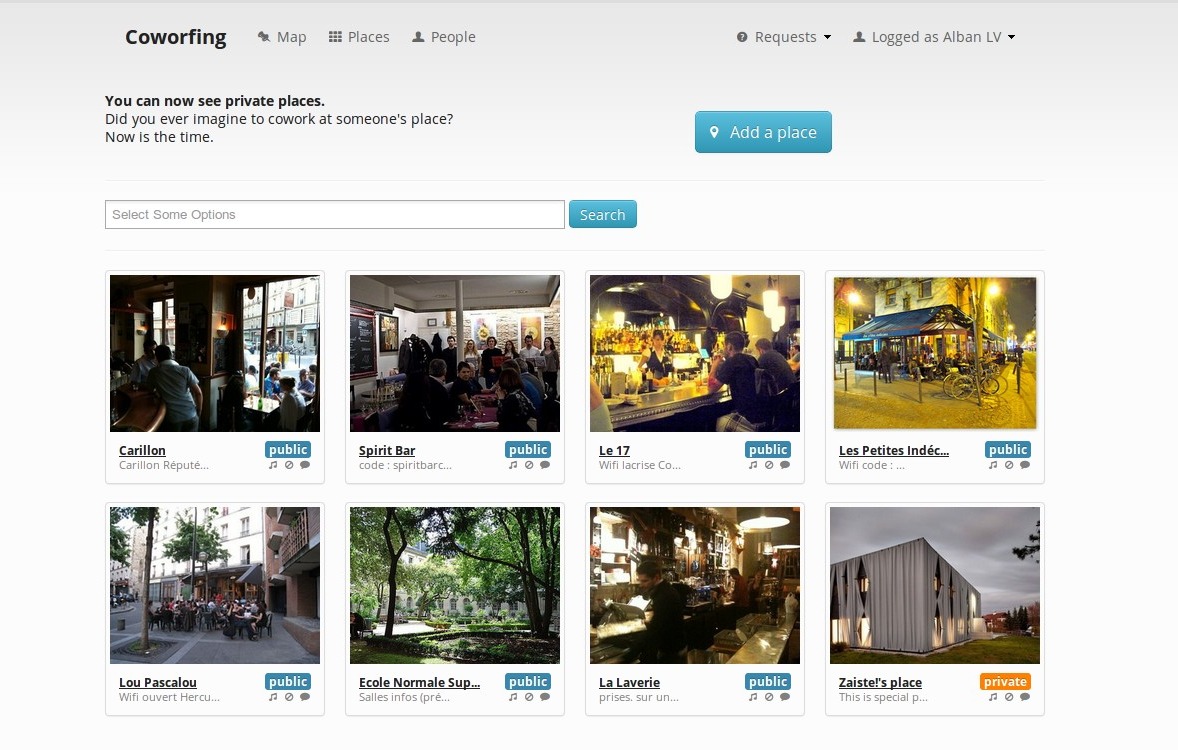 Coworfing Map Places People Requests Logged as Alban LV
You can now see private places.
Did you ever imagine to cowork at someone's place?
Now is the time.
Add a place
Select Some Options Search
Carillon public
Carillon Réputé...
Spirit Bar public
code : spiritbarc...
Le 17 public
Wifi lacrise Co...
Les Petites Indéc... public
Wifi code : ...
Lou Pascalou public
Wifi ouvert Hercu...
Ecole Normale Sup... public
Salles infos (pré...
La Laverie public
prises. sur un...
Zaiste!'s place private
This is special p...